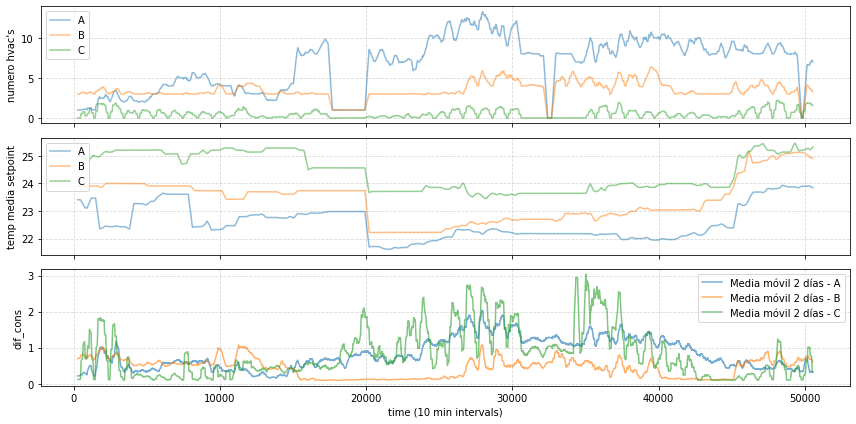 numero hvac's
10
5
0
A
B
C
temp media setpoint
25
24
23
22
A
B
C
dif_cons
3
2
1
0
Media móvil 2 días - A
Media móvil 2 días - B
Media móvil 2 días - C
0
10000
20000
30000
40000
50000
time (10 min intervals)